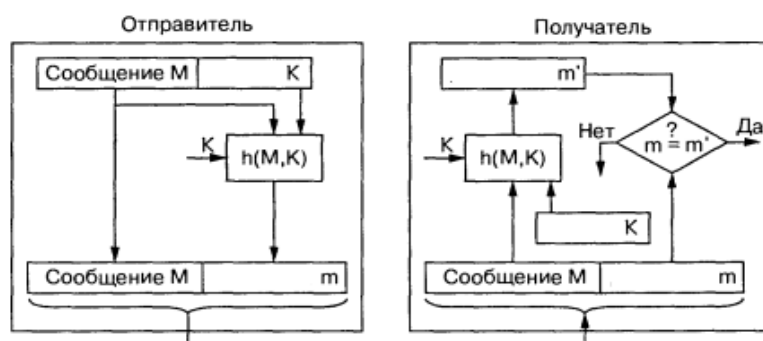 Отправитель
Сообщение M K
K
h(M,K)
Сообщение M m
Получатель
m'
K
h(M,K)
?
m = m'
Нет
Да
K
Сообщение M m